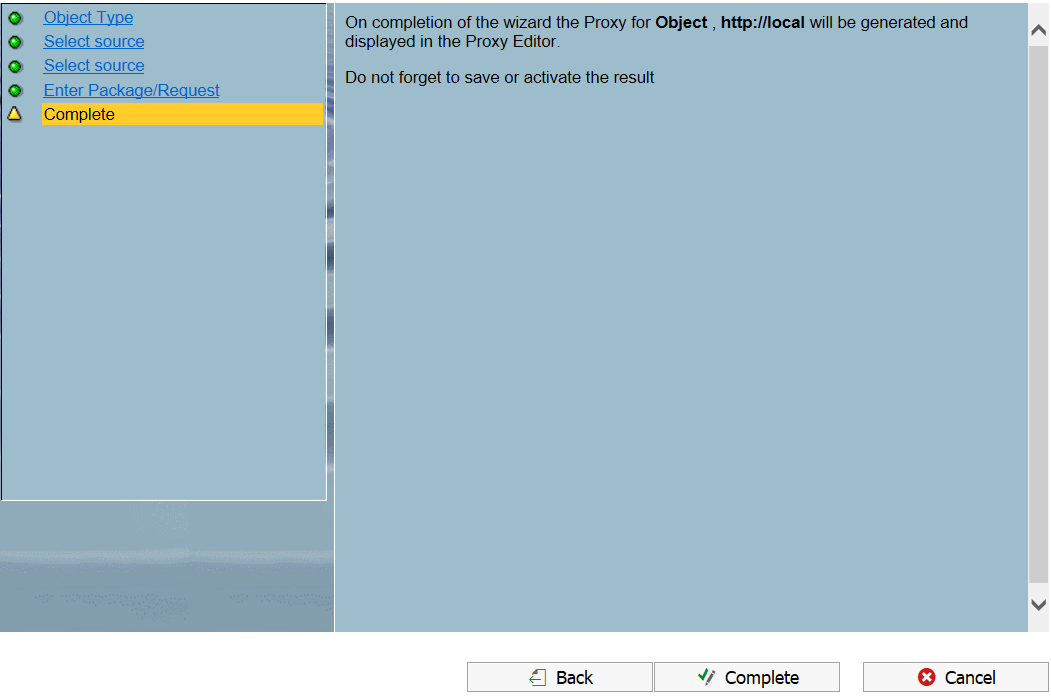 Object Type
Select source
Select source
Enter Package/Request
Complete
On completion of the wizard the Proxy for Object , http://local will be generated and
displayed in the Proxy Editor.
Do not forget to save or activate the result
Back
Complete
Cancel